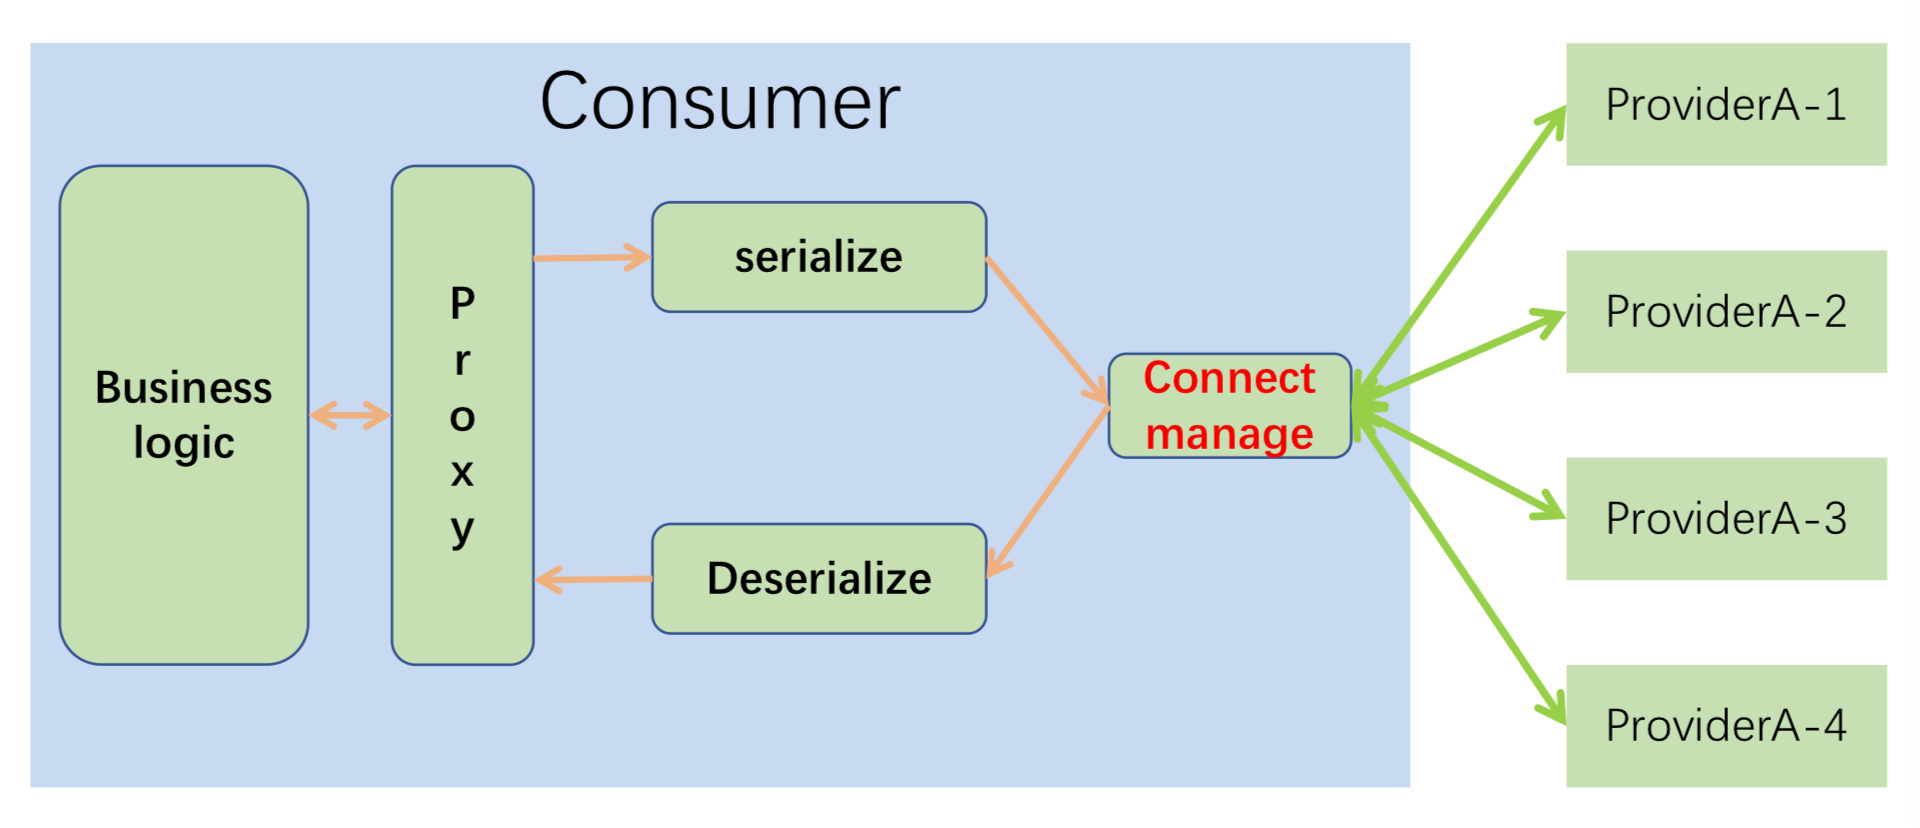 Consumer
Business
logic
P
r
o
x
y
serialize
Deserialize
Connect
manage
ProviderA-1
ProviderA-2
ProviderA-3
ProviderA-4